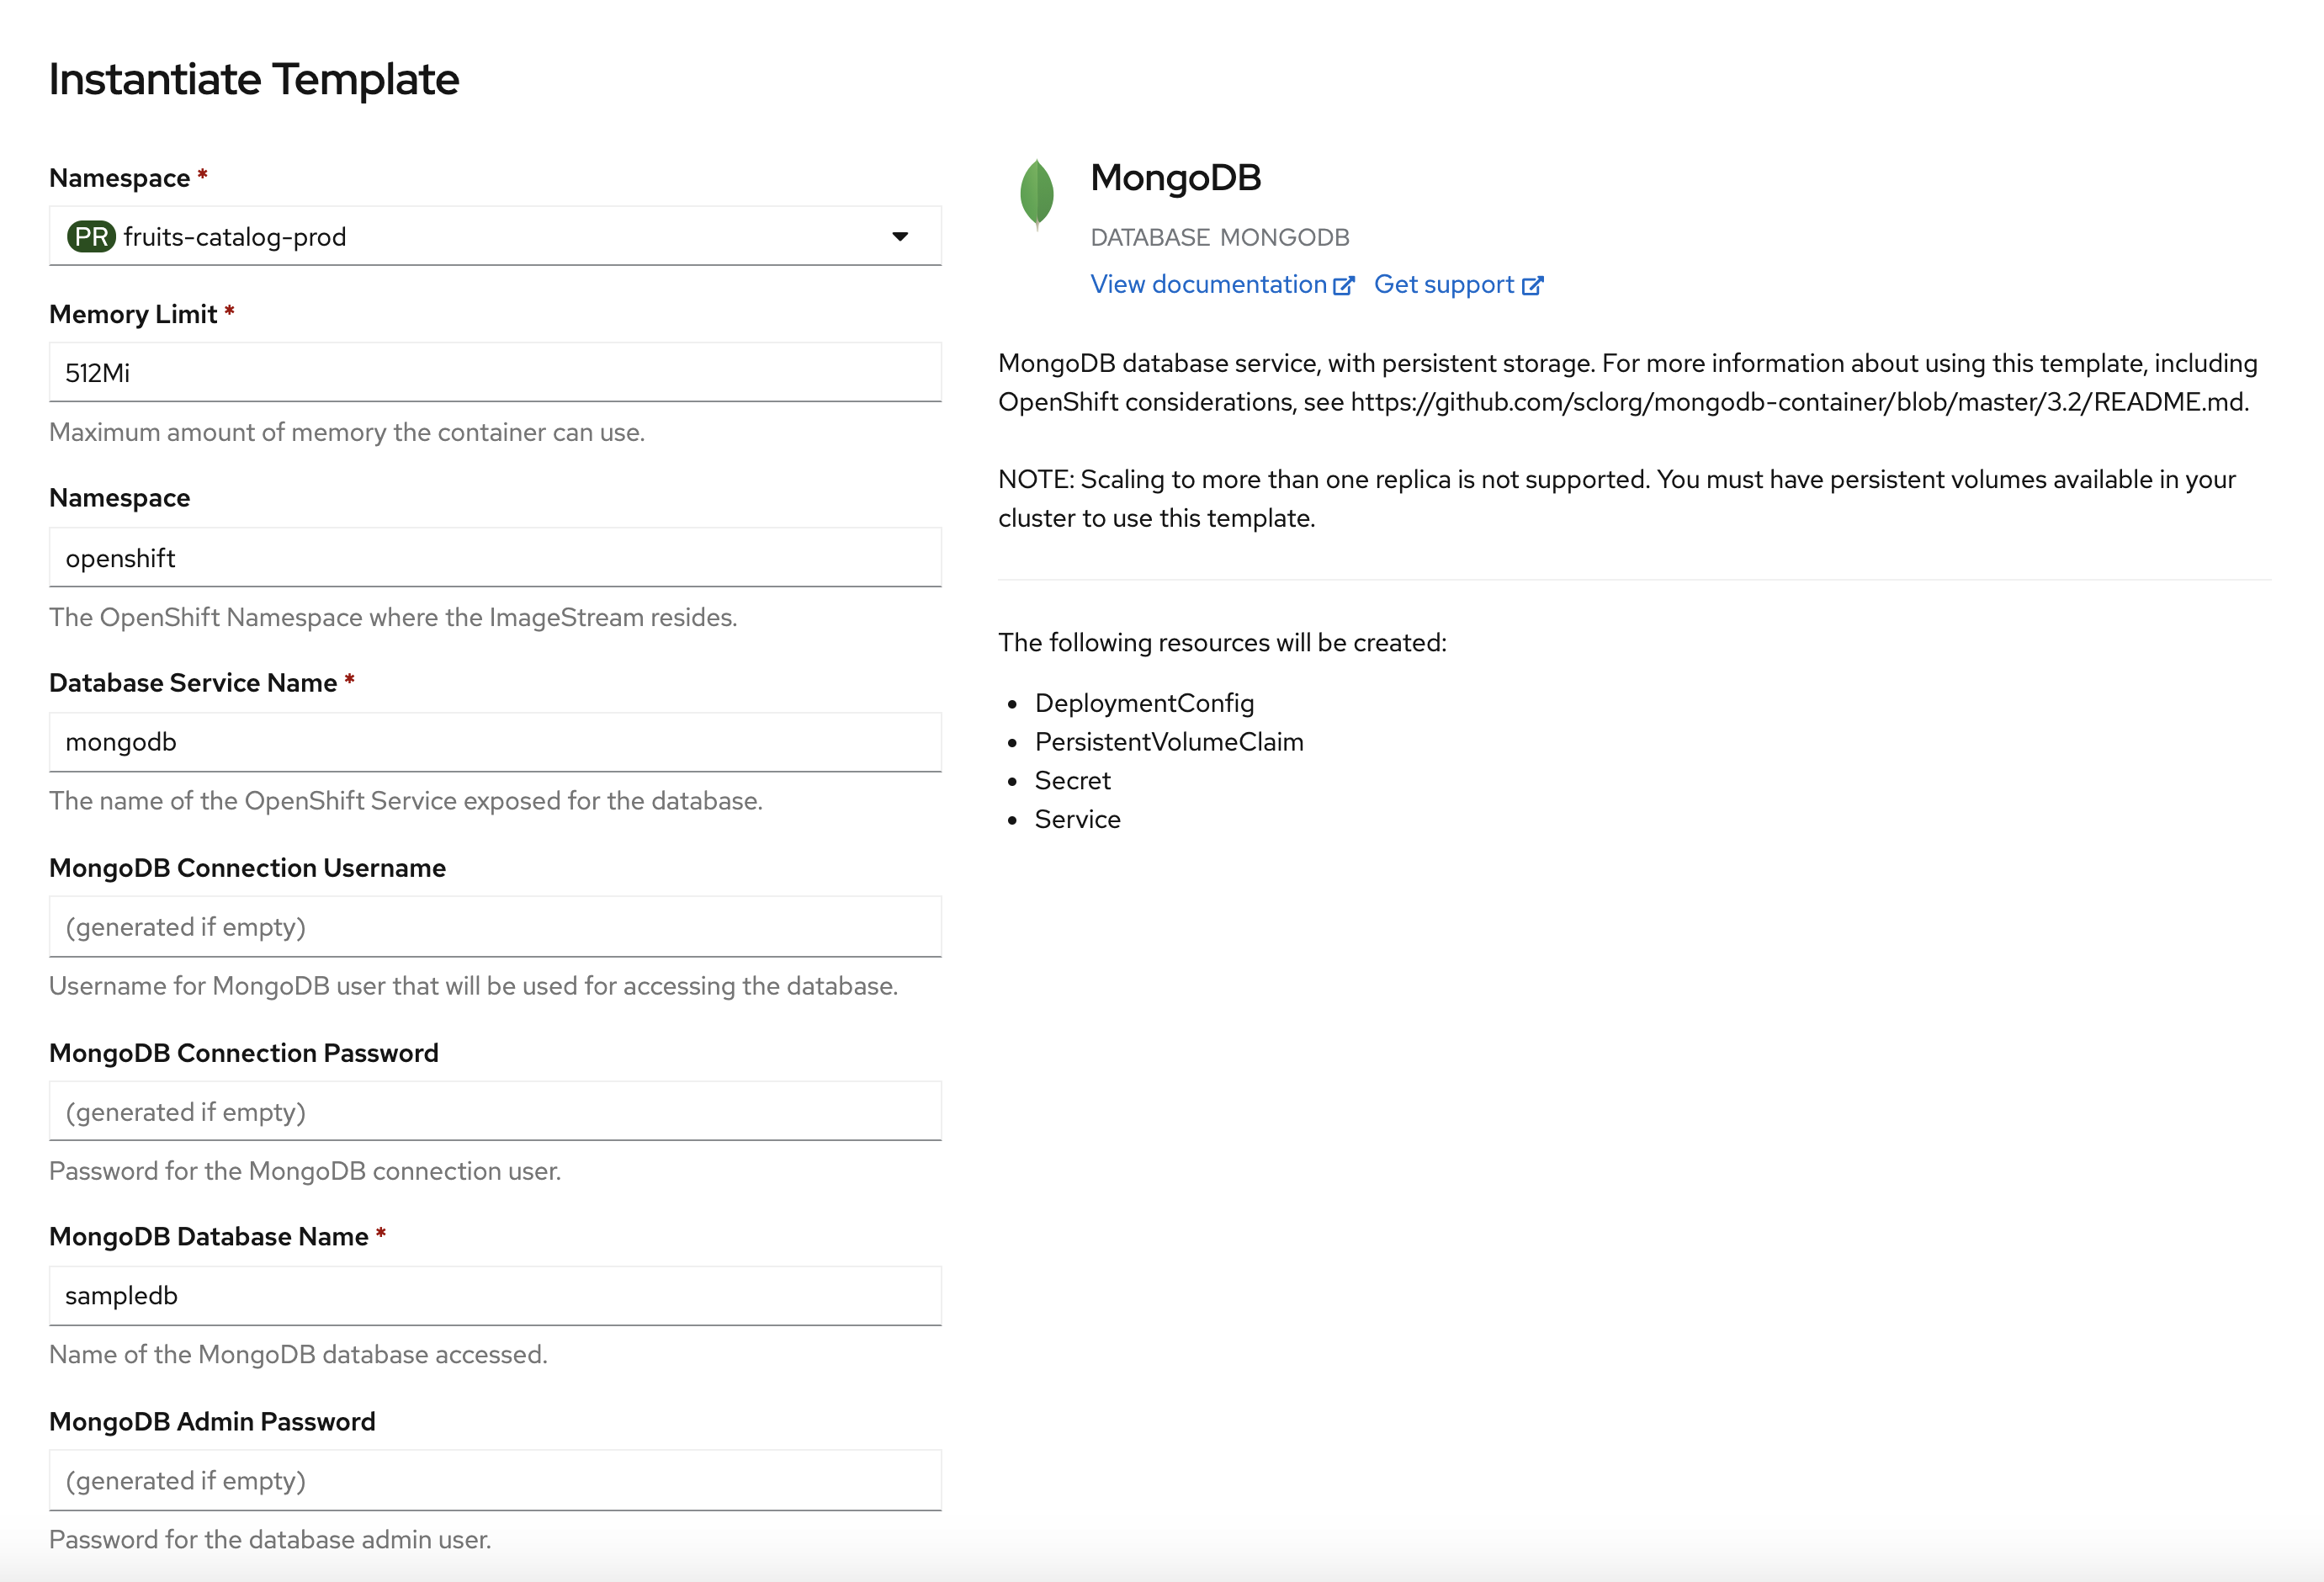 Instantiate Template
Namespace *
PR fruits-catalog-prod
Memory Limit *
512Mi
Maximum amount of memory the container can use.
Namespace
openshift
The OpenShift Namespace where the ImageStream resides.
Database Service Name *
mongodb
The name of the OpenShift Service exposed for the database.
MongoDB Connection Username
(generated if empty)
Username for MongoDB user that will be used for accessing the database.
MongoDB Connection Password
(generated if empty)
Password for the MongoDB connection user.
MongoDB Database Name *
sampledb
Name of the MongoDB database accessed.
MongoDB Admin Password
(generated if empty)
Password for the database admin user.
MongoDB
DATABASE MONGODB
View documentation Get support
MongoDB database service, with persistent storage. For more information about using this template, including
OpenShift considerations, see https://github.com/sclorg/mongodb-container/blob/master/3.2/README.md.
NOTE: Scaling to more than one replica is not supported. You must have persistent volumes available in your
cluster to use this template.
The following resources will be created:
• DeploymentConfig
• PersistentVolumeClaim
• Secret
• Service